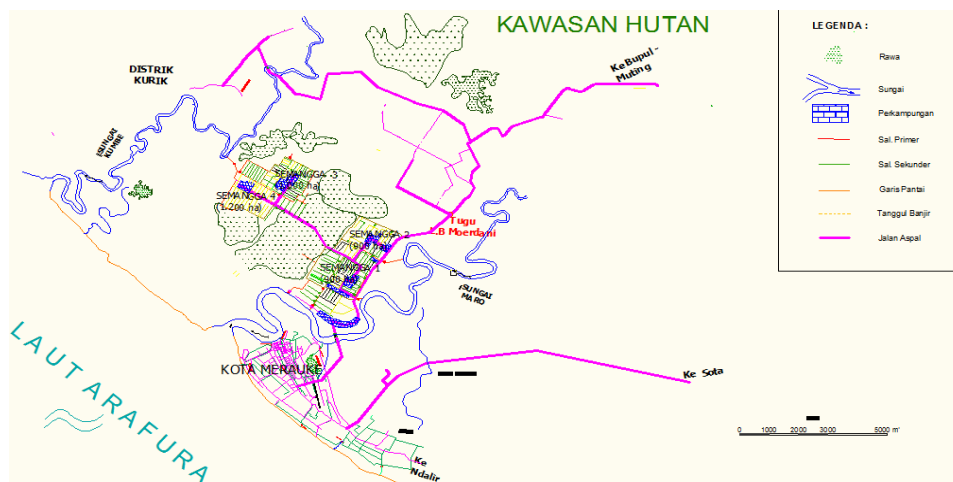 KAWASAN HUTAN
LEGENDA :
Rawa
Sungai
Perkampungan
Sal. Primer
Sal. Sekunder
Garis Pantai
Tanggul Banjir
Jalan Aspal
DISTRIK
KURIK
Ke Bupul -
Muting
SUNGAI
KUMBE
SEMANGGA 3
SEMANGGA 4
(1.200 ha)
Tugu
L.B Moerdani
SEMANGGA 2
SEMANGGA 1
SUNGAI
MARO
KOTA MERAUKE
LAUT ARAFURA
Ke Sota
Ke
Ndalir
0 1000 2000 3000 5000 m'